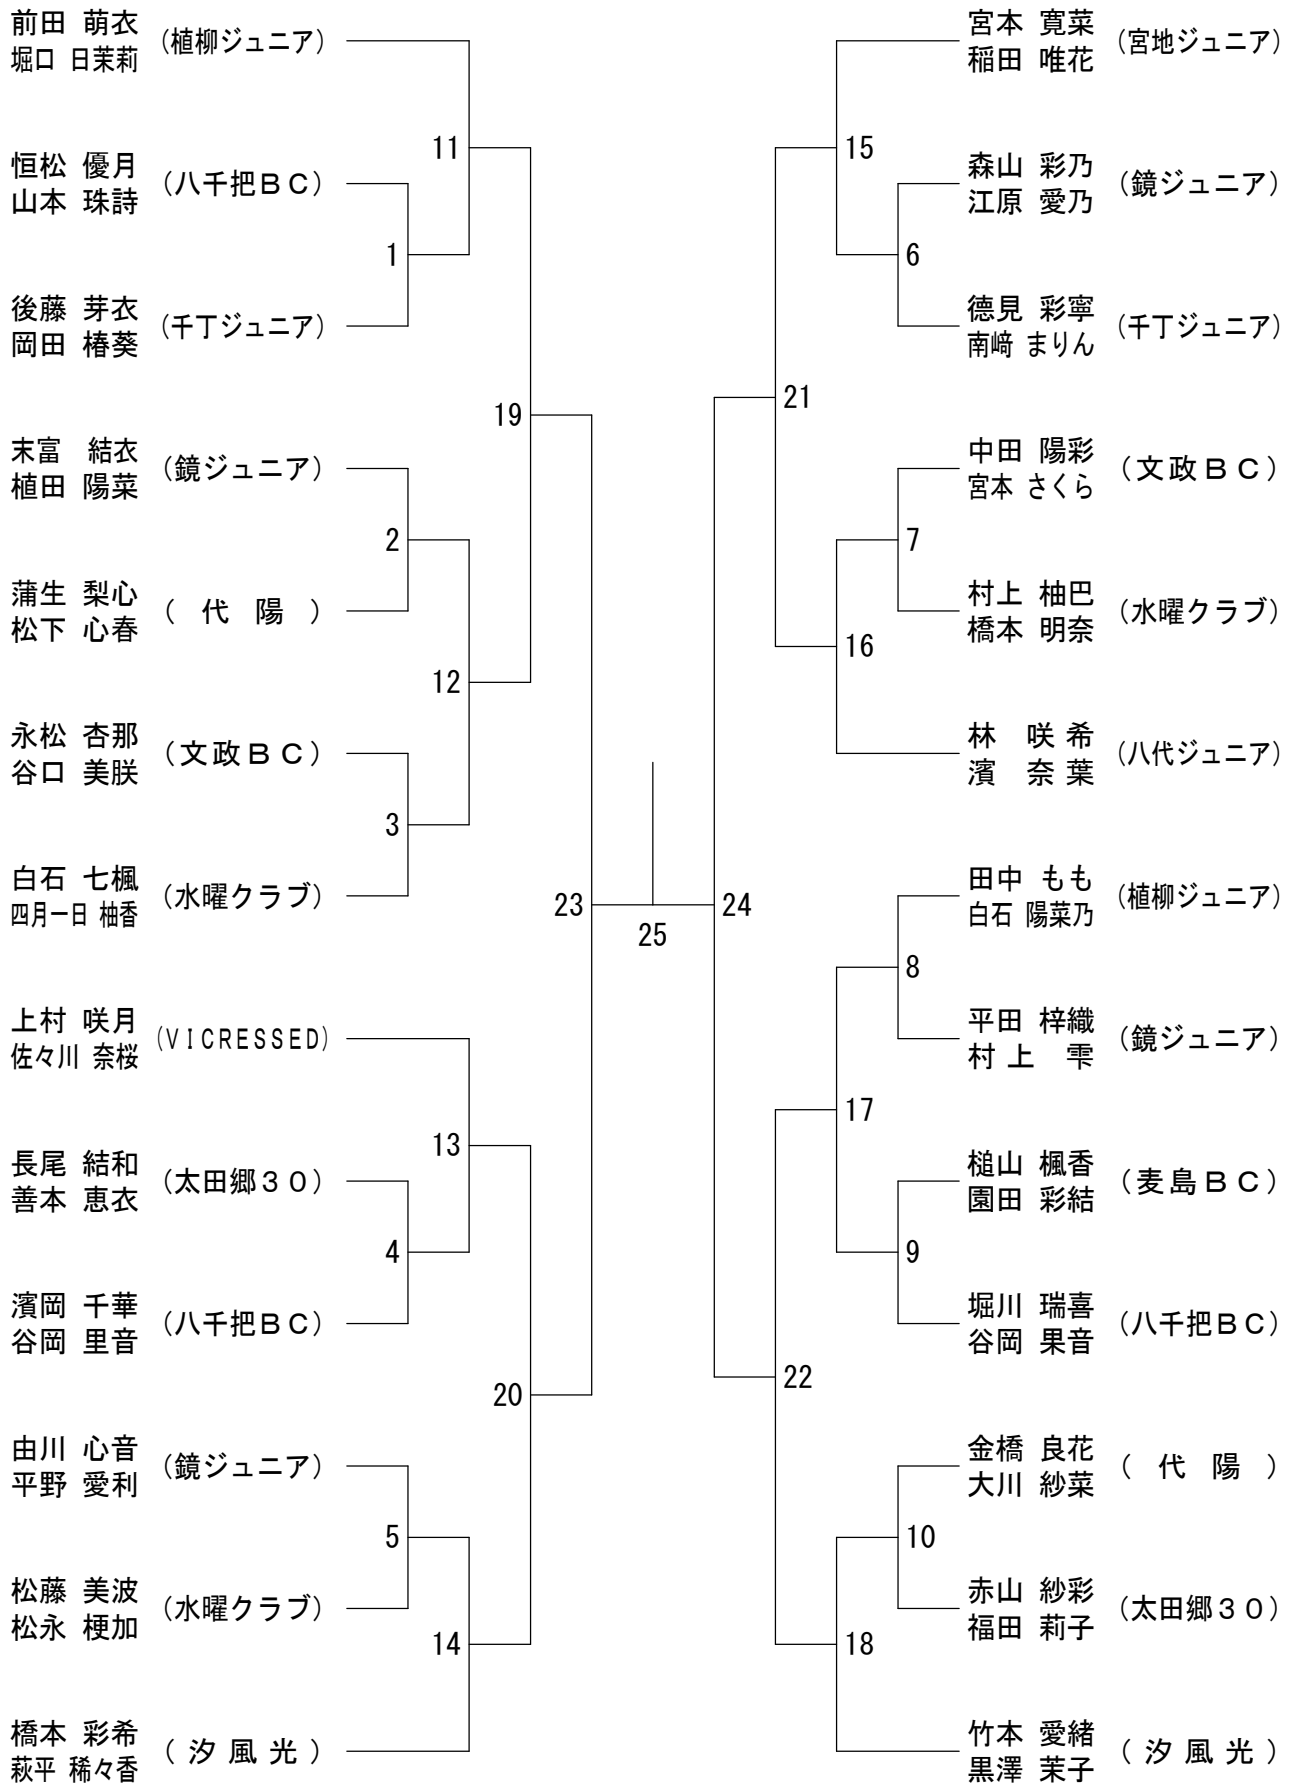 前田 萌衣
堀口 日茉莉
(植柳ジュニア)
11
恒松 優月
山本 珠詩
(八千把BC)
1
後藤 芽衣
岡田 椿葵
(千丁ジュニア)
19
末富 結衣
植田 陽菜
(鏡ジュニア)
2
蒲生 梨心
松下 心春
(代陽)
12
永松 杏那
谷口 美朕
(文政BC)
3
白石 七楓
四月一日 柚香
(水曜クラブ)
23
上村 咲月
佐々川 奈桜
(VICRESSED)
13
長尾 結和
善本 恵衣
(太田郷30)
4
濱岡 千華
谷岡 里音
(八千把BC)
20
由川 心音
平野 愛利
(鏡ジュニア)
5
松藤 美波
松永 梗加
(水曜クラブ)
14
橋本 彩希
萩平 稀々香
(汐風光)
25
宮本 寛菜
稲田 唯花
(宮地ジュニア)
15
森山 彩乃
江原 愛乃
(鏡ジュニア)
6
德見 彩寧
南﨑 まりん
(千丁ジュニア)
21
中田 陽彩
宮本 さくら
(文政BC)
7
村上 柚巴
橋本 明奈
(水曜クラブ)
16
林 咲希
濱 奈葉
(八代ジュニア)
24
田中 もも
白石 陽菜乃
(植柳ジュニア)
8
平田 梓織
村上 雫
(鏡ジュニア)
17
槌山 楓香
園田 彩結
(麦島BC)
9
堀川 瑞喜
谷岡 果音
(八千把BC)
22
金橋 良花
大川 紗菜
(代陽)
10
赤山 紗彩
福田 莉子
(太田郷30)
18
竹本 愛緒
黒澤 茉子
(汐風光)